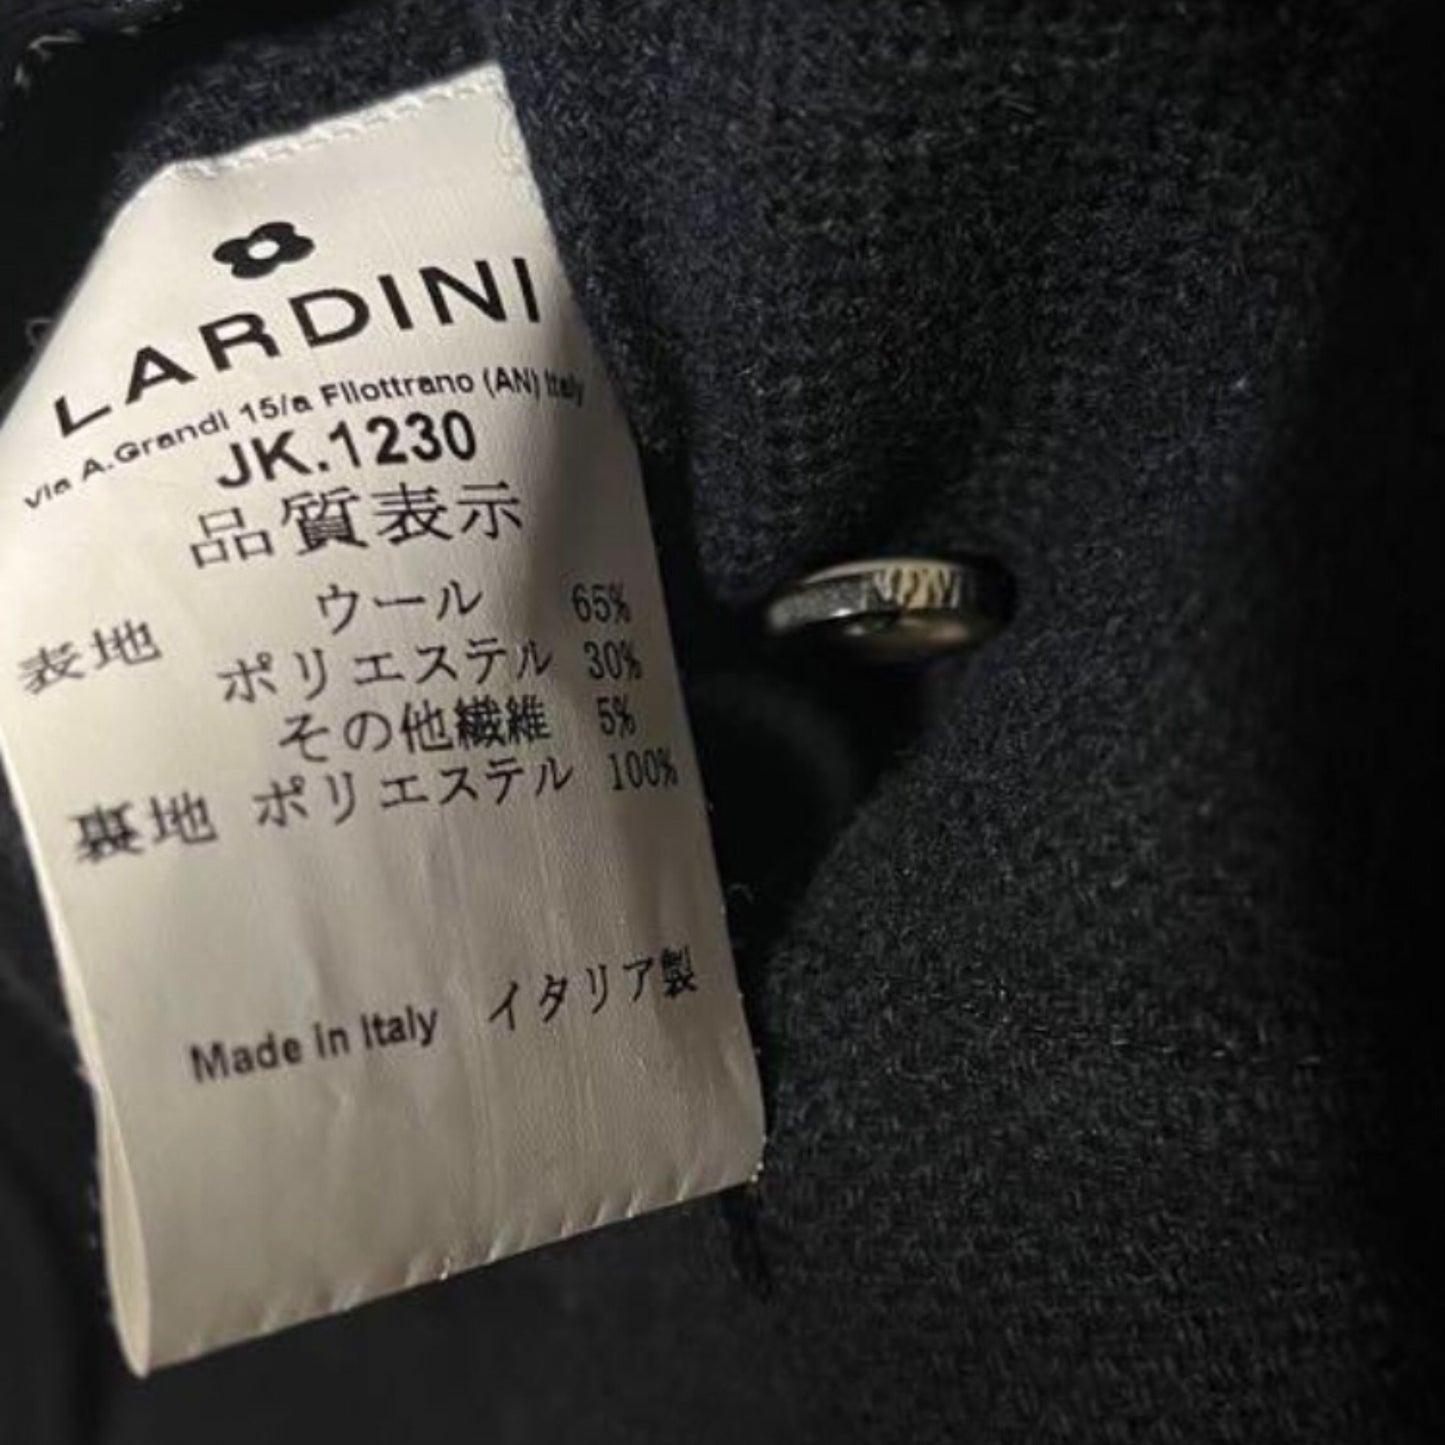 LARDINI
via A.Grandi 15/a Filottrano (AN) Italy
JK.1230
品質表示
表地 ウール 65%
ポリエステル 30%
その他繊維 5%
裏地 ポリエステル 100%
Made in Italy イタリア製